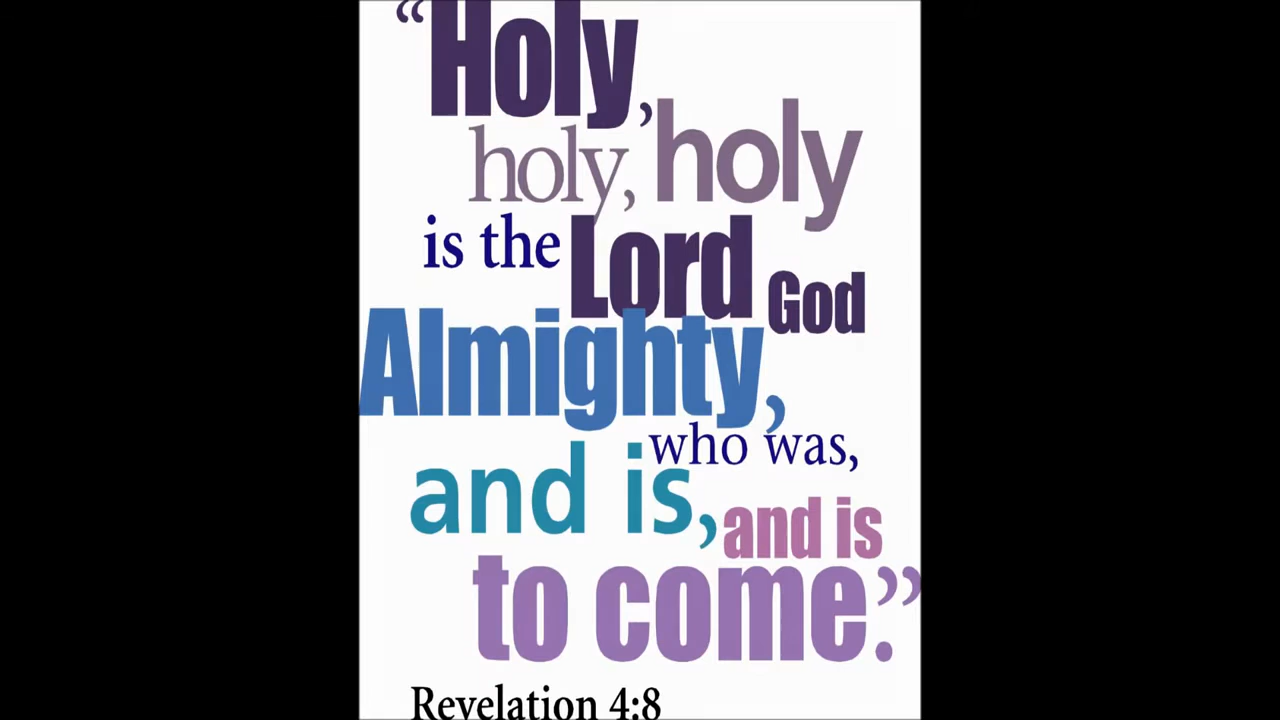 “Holy,
holy, holy
is the Lord God
Almighty,
who was,
and is, and is
to come.”
Revelation 4:8